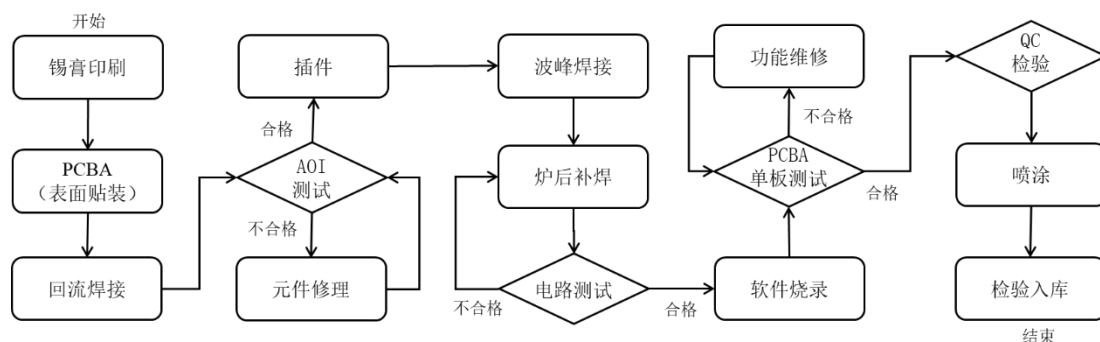 开始
锡膏印刷
PCBA
（表面贴装）
回流焊接
插件
合格
AOI
测试
不合格
元件修理
波峰焊接
炉后补焊
电路测试
不合格
合格
功能维修
不合格
PCBA
单板测试
合格
软件烧录
QC
检验
喷涂
检验入库
结束